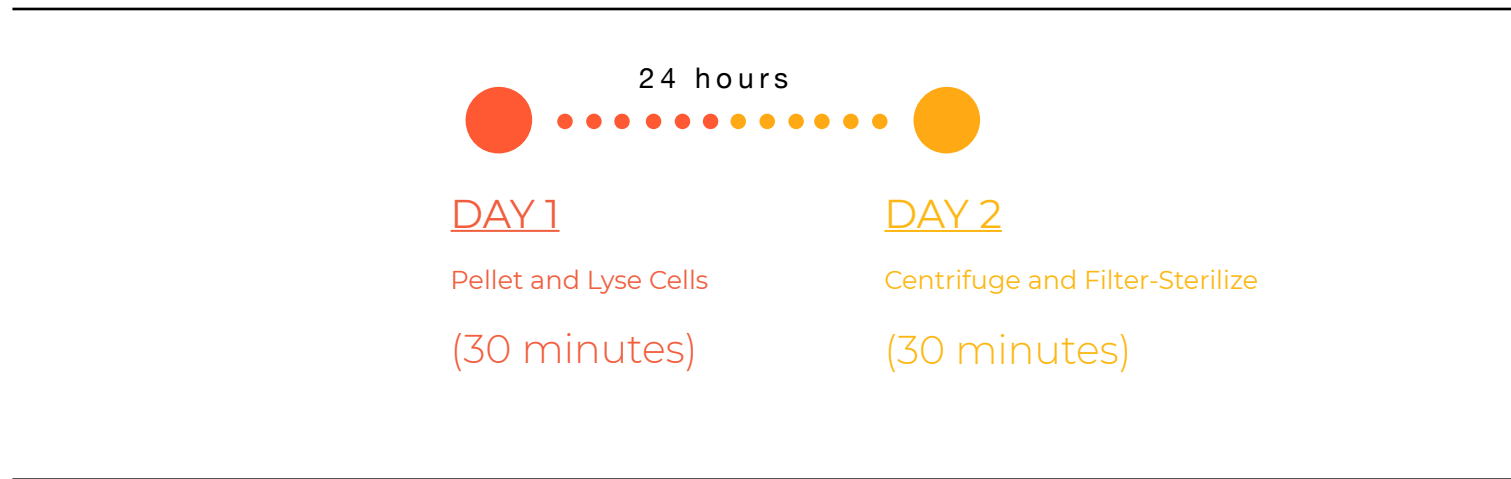 24 hours
DAY 1
Pellet and Lyse Cells
(30 minutes)
DAY 2
Centrifuge and Filter-Sterilize
(30 minutes)